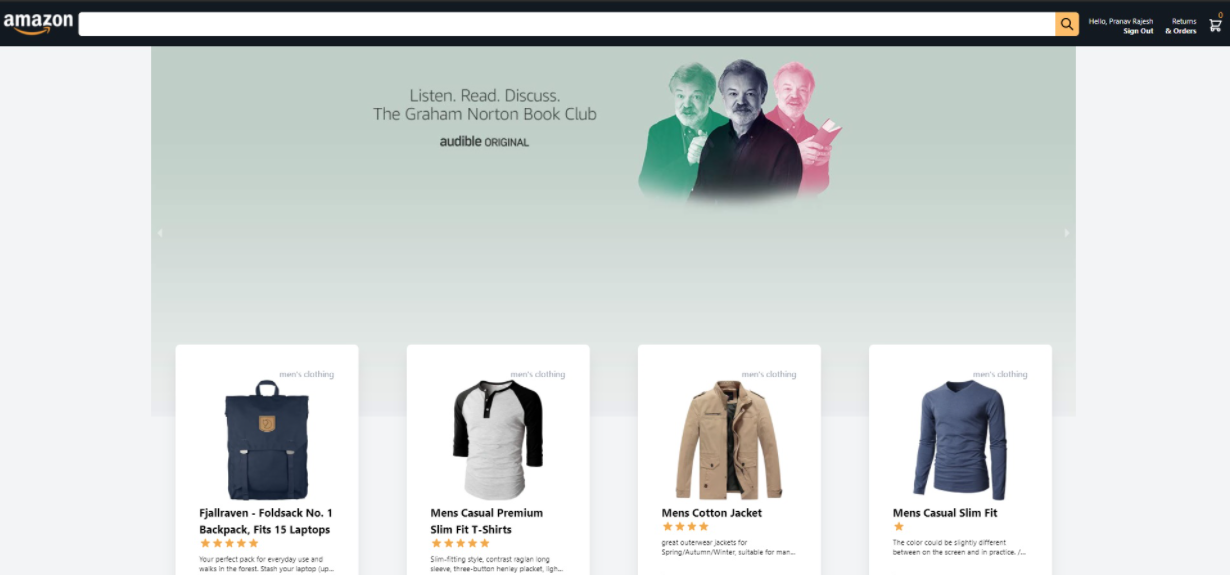 amazon
Hello, Pranav Rajesh
Sign Out
Returns
& Orders
0
Listen. Read. Discuss.
The Graham Norton Book Club
audible ORIGINAL
men's clothing
Fjallraven - Foldsack No. 1
Backpack, Fits 15 Laptops
Your perfect pack for everyday use and
walks in the forest. Stash your laptop (up...
men's clothing
Mens Casual Premium
Slim Fit T-Shirts
Slim-fitting style, contrast raglan long
sleeve, three-button henley placket, ligh...
men's clothing
Mens Cotton Jacket
great outerwear jackets for
Spring/Autumn/Winter, suitable for man...
men's clothing
Mens Casual Slim Fit
The color could be slightly different
between on the screen and in practice. /...